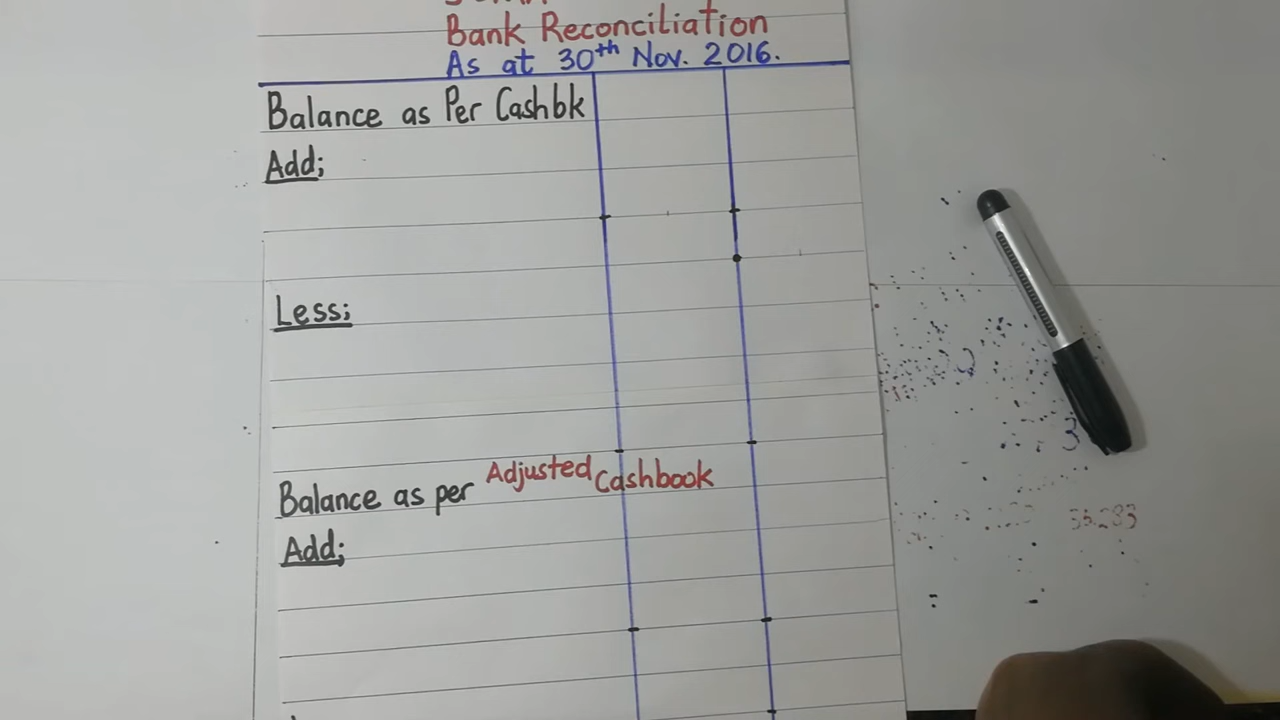 Bank Reconciliation
As at 30th Nov. 2016.
Balance as Per Cashbk
Add;
Less;
Balance as per Adjusted Cashbook
Add;